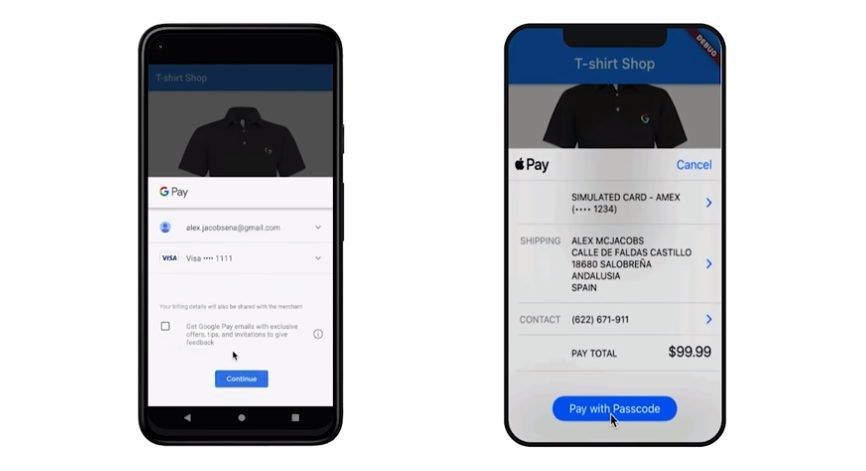 T-shirt Shop
G Pay
alex.jacobsena@gmail.com
VISA Visa •••• 1111
Your billing details will also be shared with the merchant.
Get Google Pay emails with exclusive
offers, tips, and invitations to give
feedback
Continue
DEBUG
T-shirt Shop
G
Pay
Cancel
SIMULATED CARD - AMEX
(•••• 1234)
SHIPPING
ALEX MCJACOBS
CALLE DE FALDAS CASTILLO
18680 SALOBREÑA
ANDALUSIA
SPAIN
CONTACT (622) 671-911
PAY TOTAL $99.99
Pay with Passcode